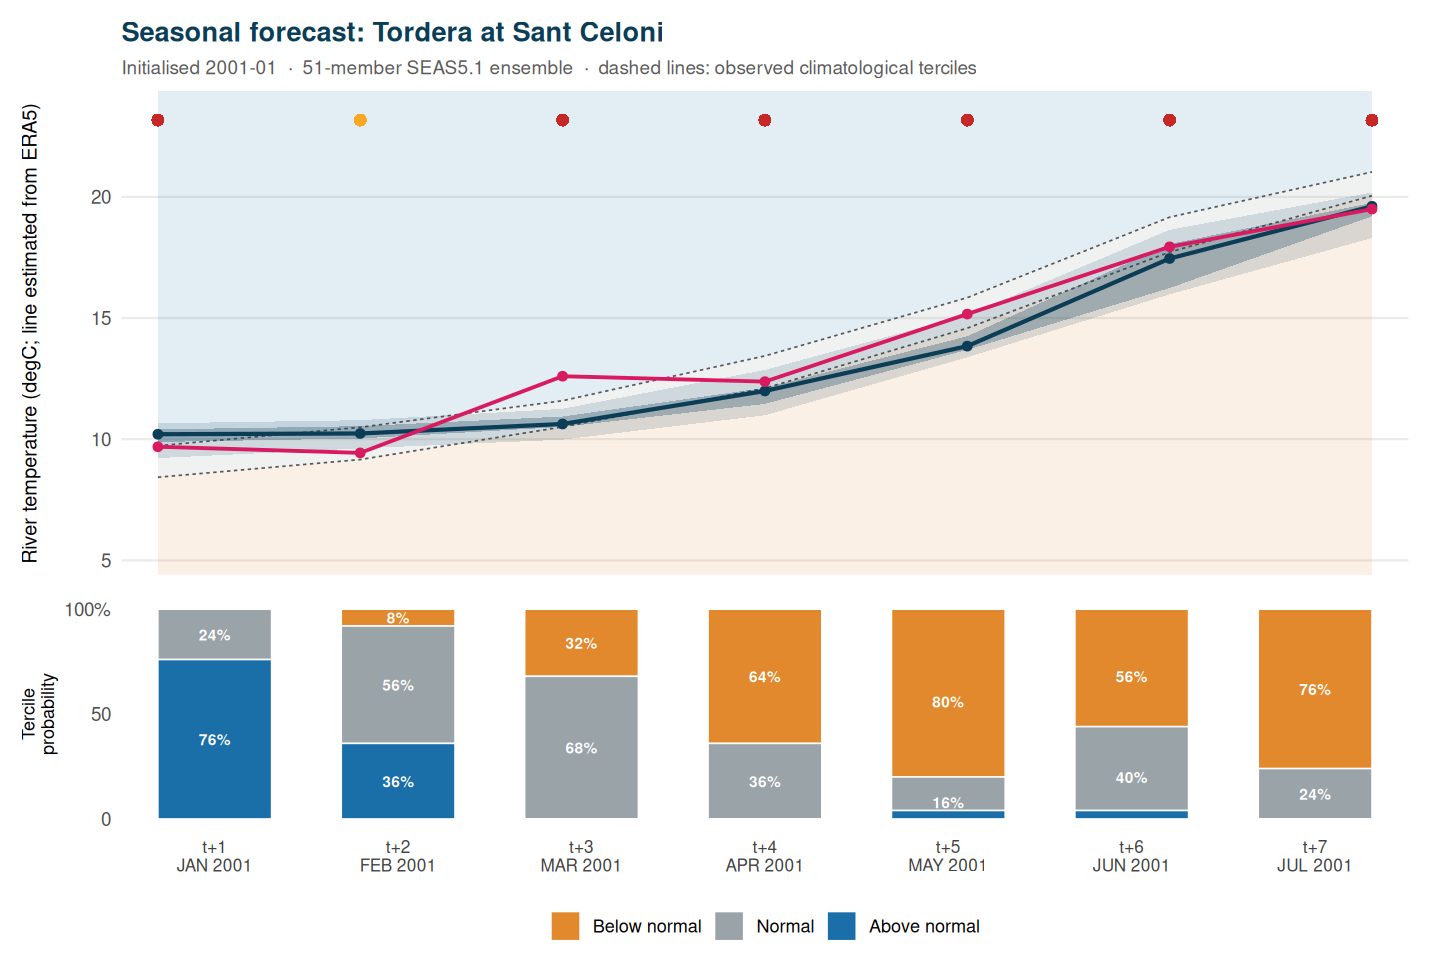 Seasonal forecast: Tordera at Sant Celoni
Initialised 2001-01 · 51-member SEAS5.1 ensemble · dashed lines: observed climatological terciles
River temperature (degC; line estimated from ERA5)
20
15
10
5
Tercile
probability
100%
50
0
24%
76%
8%
56%
36%
32%
68%
64%
36%
80%
16%
56%
40%
76%
24%
t+1
JAN 2001
t+2
FEB 2001
t+3
MAR 2001
t+4
APR 2001
t+5
MAY 2001
t+6
JUN 2001
t+7
JUL 2001
Below normal
Normal
Above normal